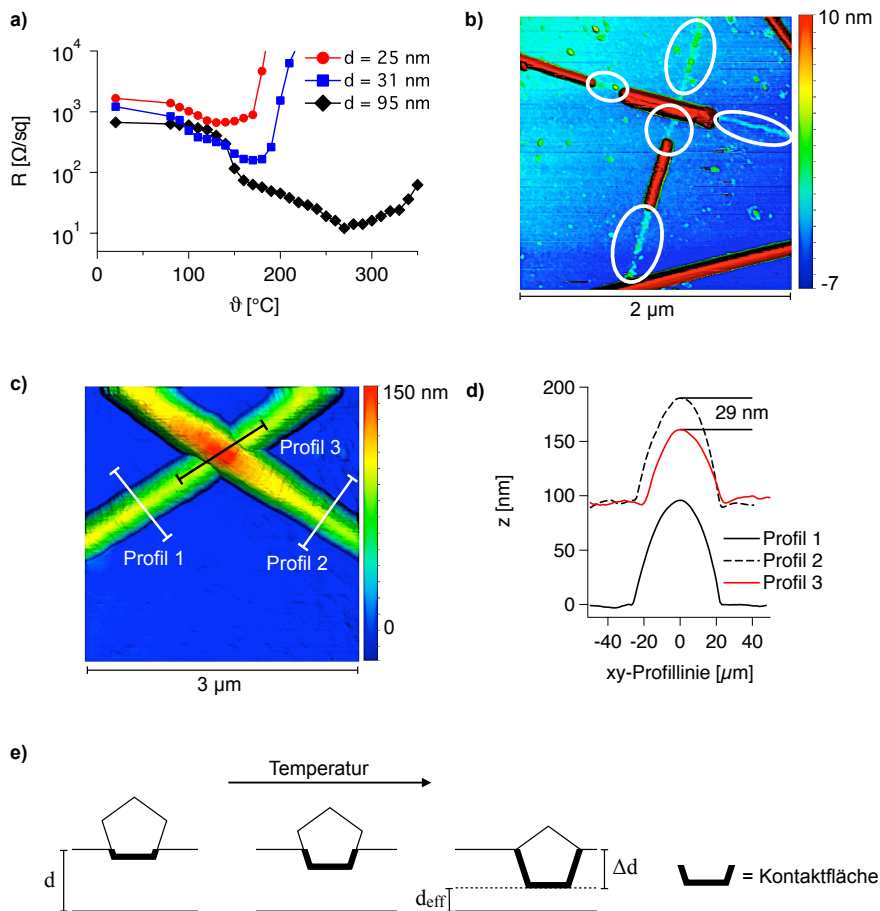 a)
10⁴
10³
10²
10¹
R [Ω/sq]
0
100
200
300
ϑ [°C]
d = 25 nm
d = 31 nm
d = 95 nm
b)
10 nm
-7
2 µm
c)
150 nm
0
Profil 3
Profil 1
Profil 2
3 µm
d)
200
150
100
50
0
z [nm]
29 nm
Profil 1
Profil 2
Profil 3
-40
-20
0
20
40
xy-Profillinie [µm]
e)
Temperatur
d
d_eff
Δd
= Kontaktfläche